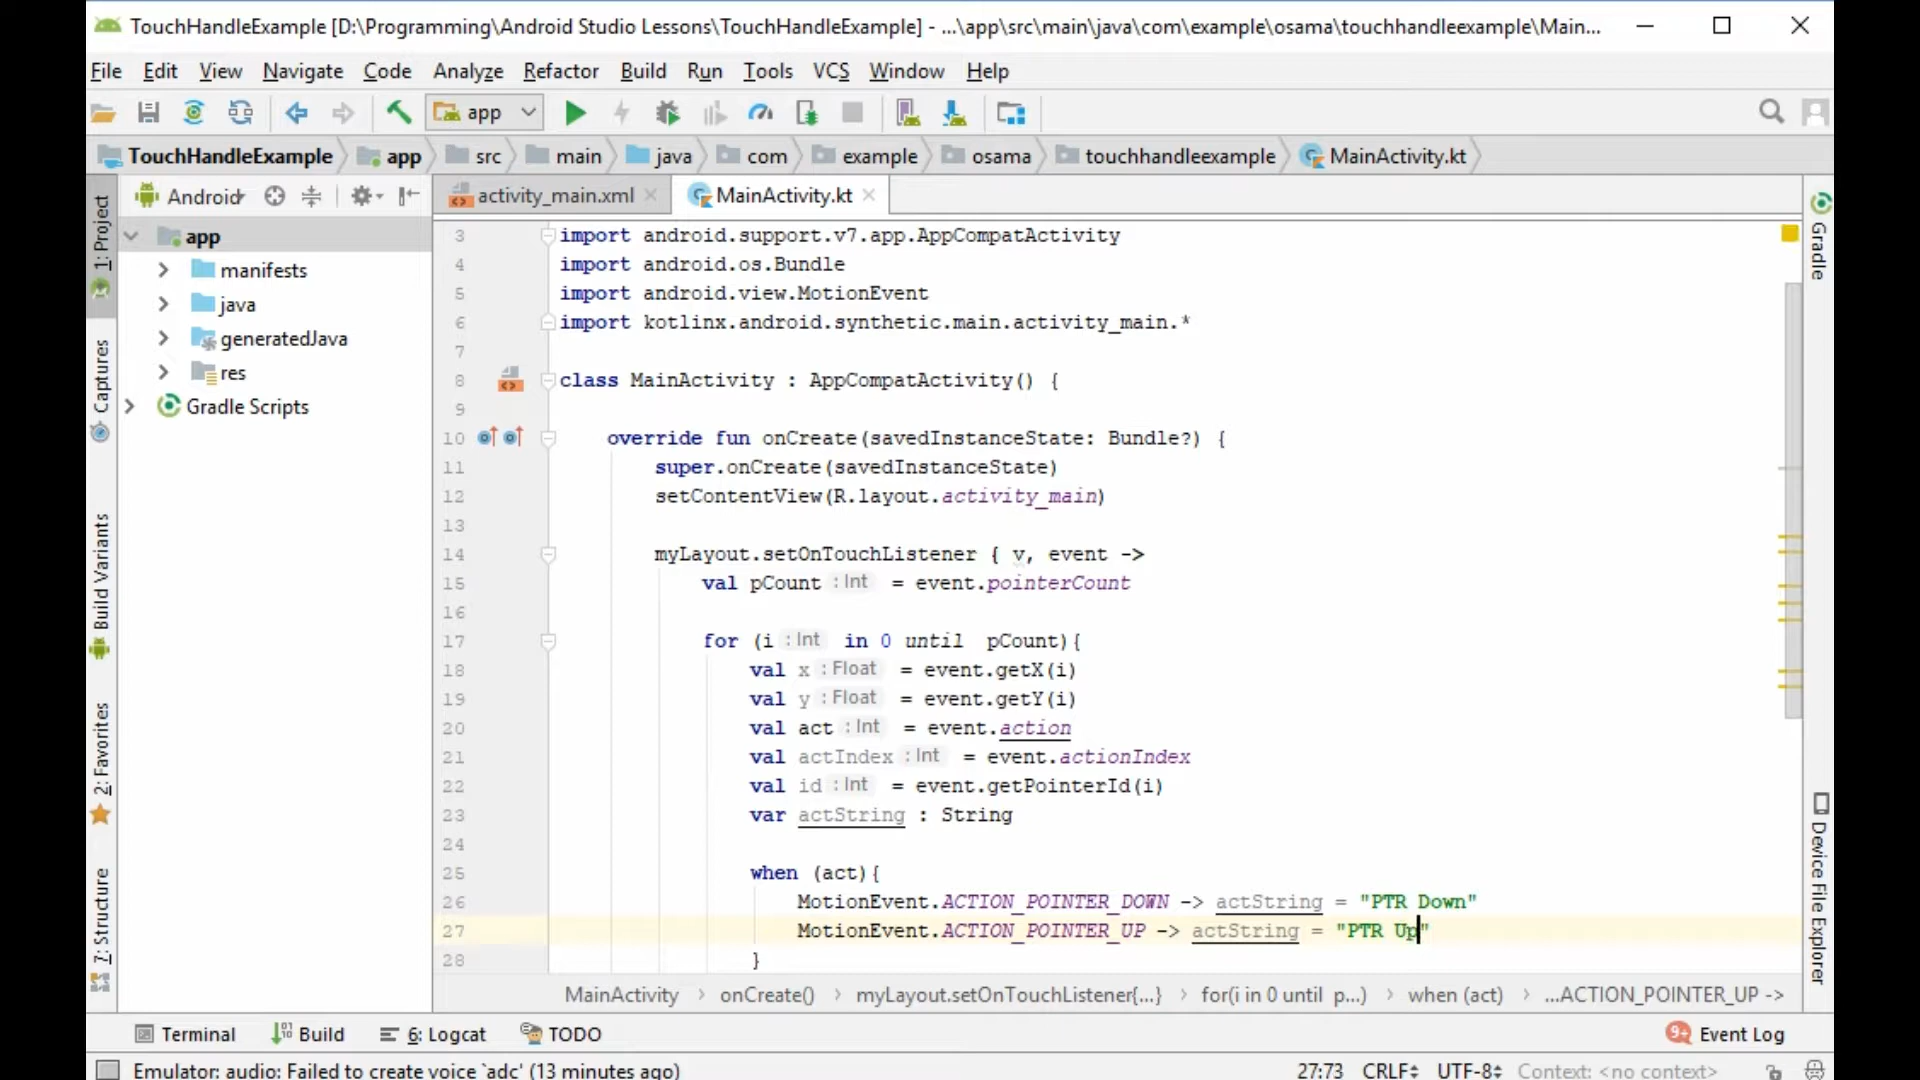 TouchHandleExample [D:\Programming\Android Studio Lessons\TouchHandleExample] - ...\app\src\main\java\com\example\osama\touchhandleexample\Main...
File Edit View Navigate Code Analyze Refactor Build Run Tools VCS Window Help
app
TouchHandleExample app src main java com example osama touchhandleexample MainActivity.kt
Android
activity_main.xml MainActivity.kt
1: Project
Captures
Build Variants
2: Favorites
7: Structure
app
manifests
java
generatedJava
res
Gradle Scripts
3 import android.support.v7.app.AppCompatActivity
4 import android.os.Bundle
5 import android.view.MotionEvent
6 import kotlinx.android.synthetic.main.activity_main.*
7
8 class MainActivity : AppCompatActivity() {
9
10 override fun onCreate(savedInstanceState: Bundle?) {
11 super.onCreate(savedInstanceState)
12 setContentView(R.layout.activity_main)
13
14 myLayout.setOnTouchListener { v, event ->
15 val pCount : Int = event.pointerCount
16
17 for (i : Int in 0 until pCount){
18 val x : Float = event.getX(i)
19 val y : Float = event.getY(i)
20 val act : Int = event.action
21 val actIndex : Int = event.actionIndex
22 val id : Int = event.getPointerId(i)
23 var actString : String
24
25 when (act){
26 MotionEvent.ACTION_POINTER_DOWN -> actString = "PTR Down"
27 MotionEvent.ACTION_POINTER_UP -> actString = "PTR Up"
28 }
Gradle
Device File Explorer
MainActivity › onCreate() › myLayout.setOnTouchListener{...} › for(i in 0 until p...) › when (act) › ...ACTION_POINTER_UP ->
Terminal Build 6: Logcat TODO 9+ Event Log
Emulator: audio: Failed to create voice `adc' (13 minutes ago) 27:73 CRLF UTF-8 Context: <no context>